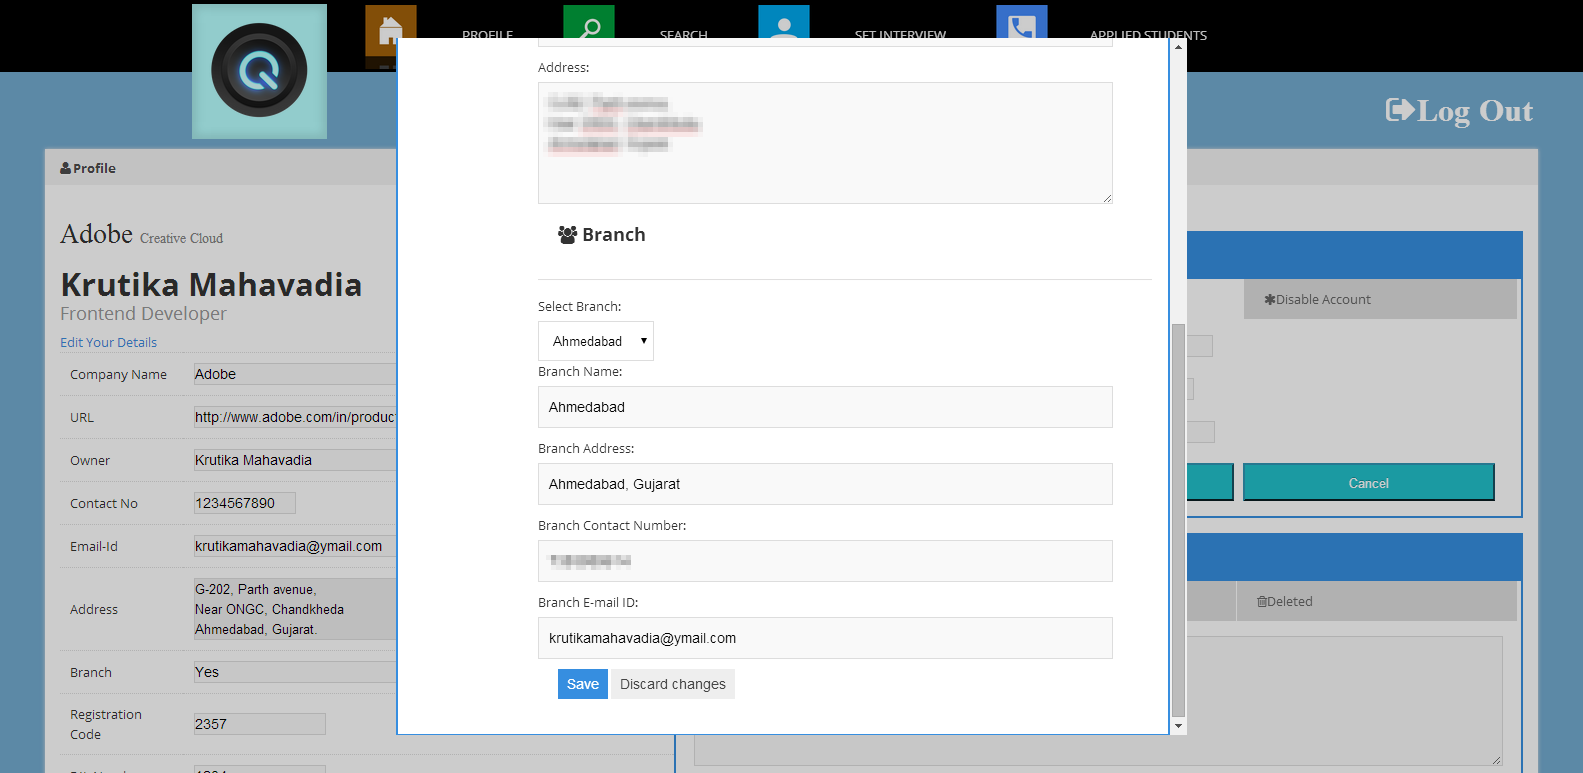 PROFILE
SEARCH
SET INTERVIEW
APPLIED STUDENTS
Log Out
Profile
Adobe Creative Cloud
Krutika Mahavadia
Frontend Developer
Edit Your Details
Company Name Adobe
URL http://www.adobe.com/in/produc
Owner Krutika Mahavadia
Contact No 1234567890
Email-Id krutikamahavadia@ymail.com
Address
G-202, Parth avenue,
Near ONGC, Chandkheda
Ahmedabad, Gujarat.
Branch Yes
Registration
Code
2357
Address:
Branch
Select Branch:
Ahmedabad
Branch Name:
Ahmedabad
Branch Address:
Ahmedabad, Gujarat
Branch Contact Number:
Branch E-mail ID:
krutikamahavadia@ymail.com
Save Discard changes
Disable Account
Cancel
Deleted